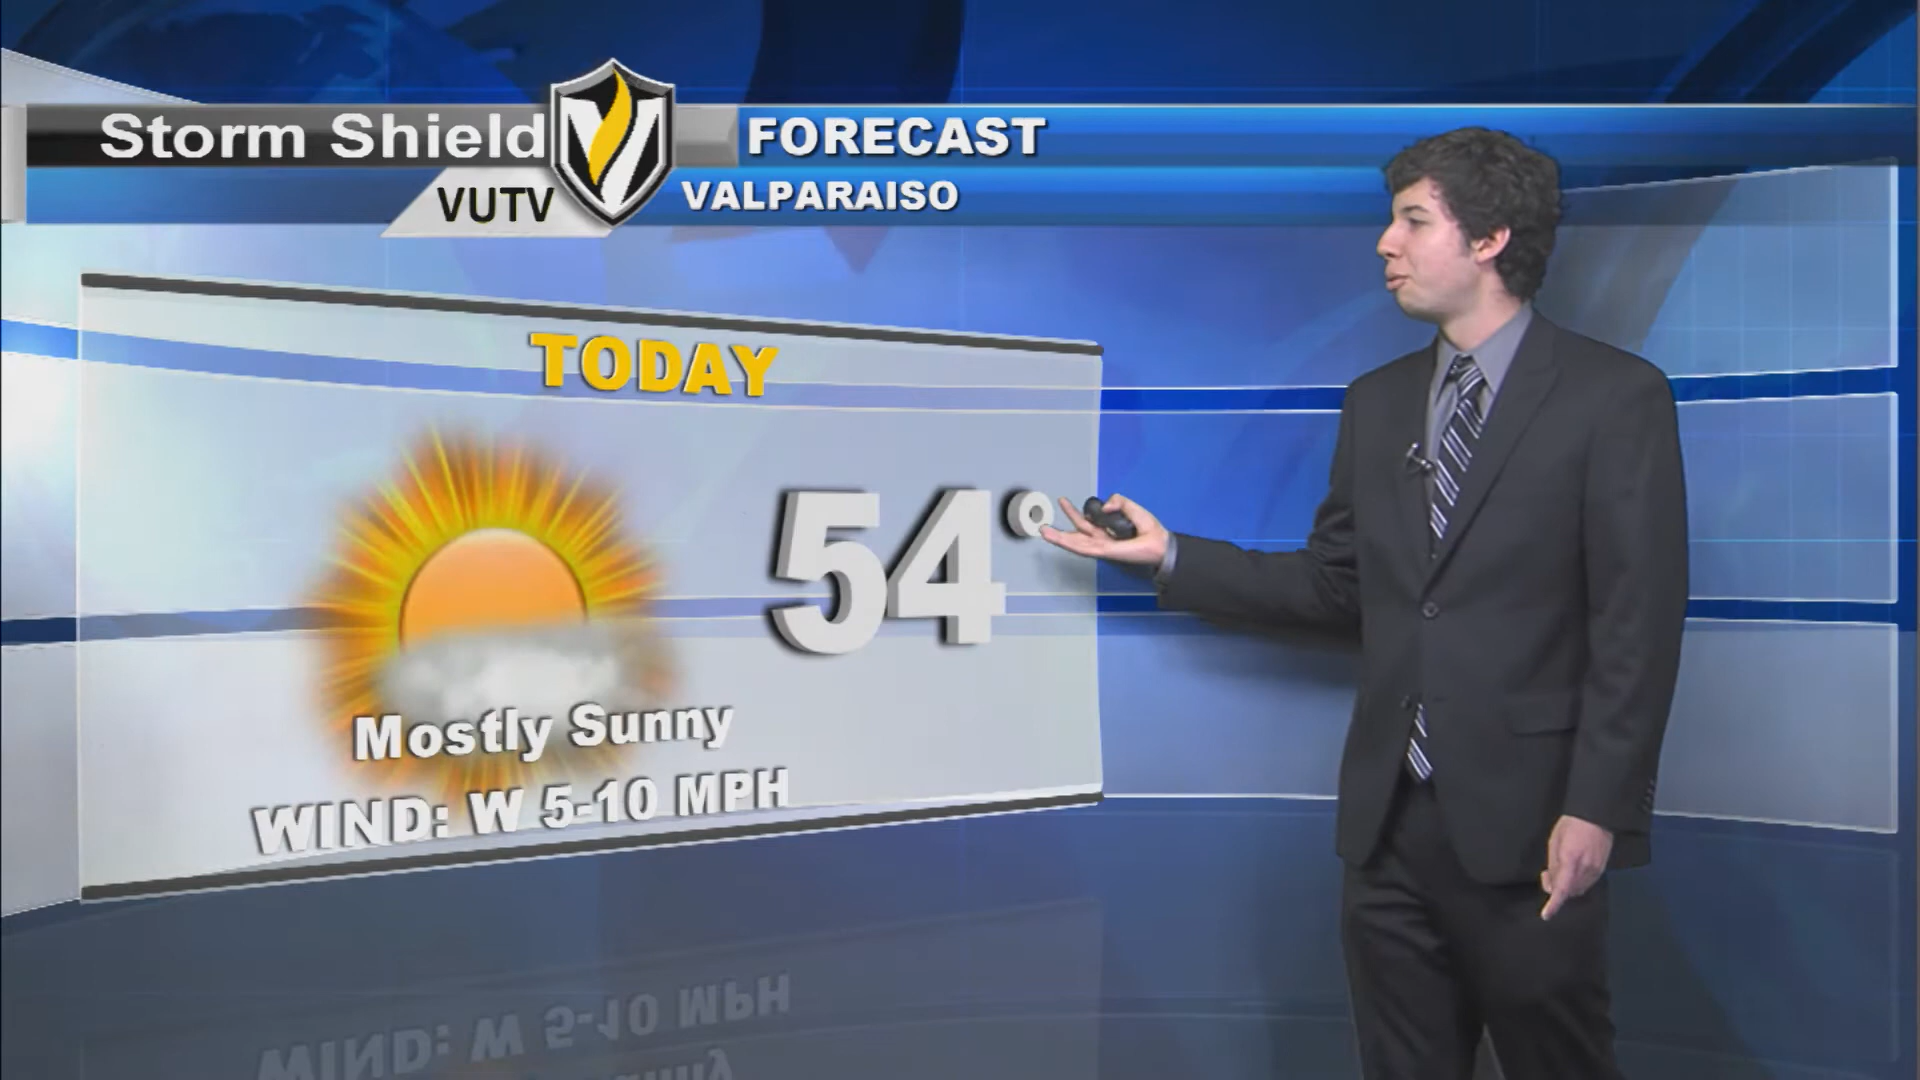 Storm Shield
FORECAST
VUTV
VALPARAISO
TODAY
54°
Mostly Sunny
WIND: W 5-10 MPH